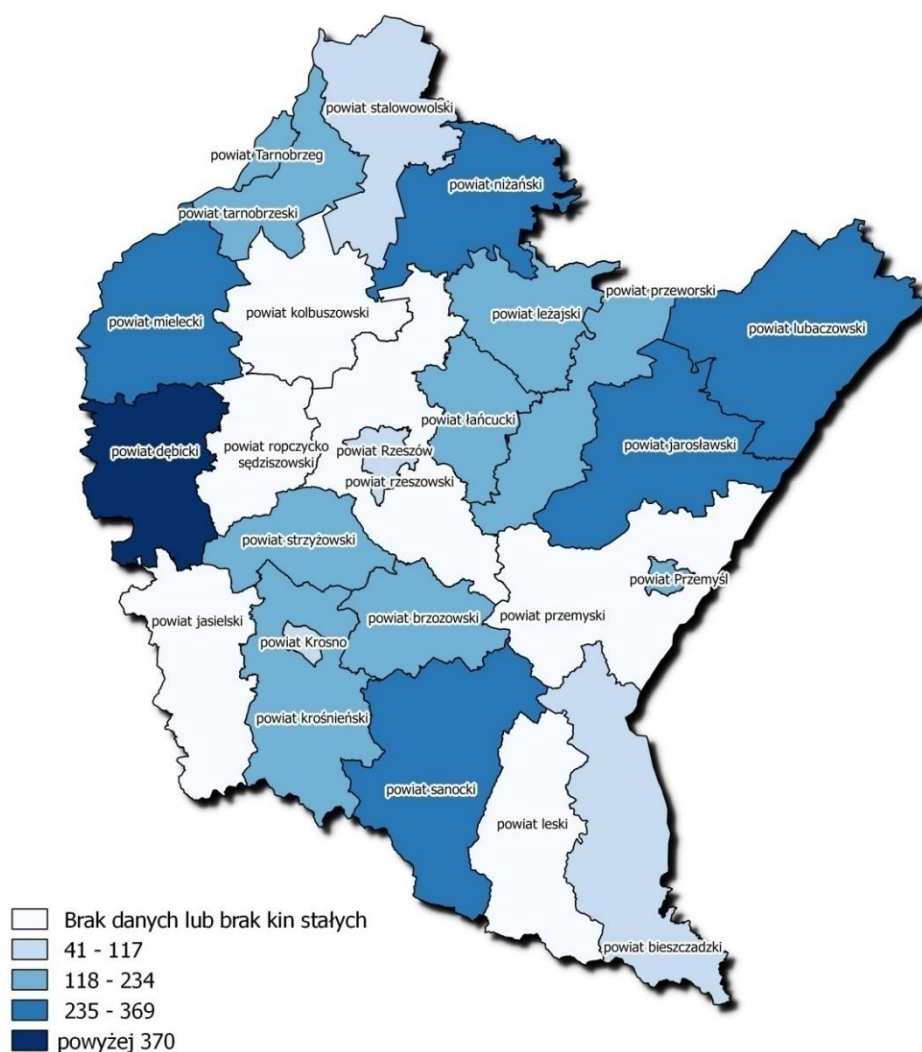 powiat stalowowolski
powiat Tarnobrzeg
powiat niżański
powiat tarnobrzeski
powiat przeworski
powiat kolbuszowski
powiat leżajski
powiat mielecki
powiat lubaczowski
powiat łańcucki
powiat dębicki
powiat ropczycko
sędziszowski
powiat Rzeszów
powiat jarosławski
powiat rzeszowski
powiat strzyżowski
powiat Przemyśl
powiat jasielski
powiat brzozowski
powiat przemyski
powiat Krosno
powiat krośnieński
powiat sanocki
powiat leski
powiat bieszczadzki
Brak danych lub brak kin stałych
41 - 117
118 - 234
235 - 369
powyżej 370